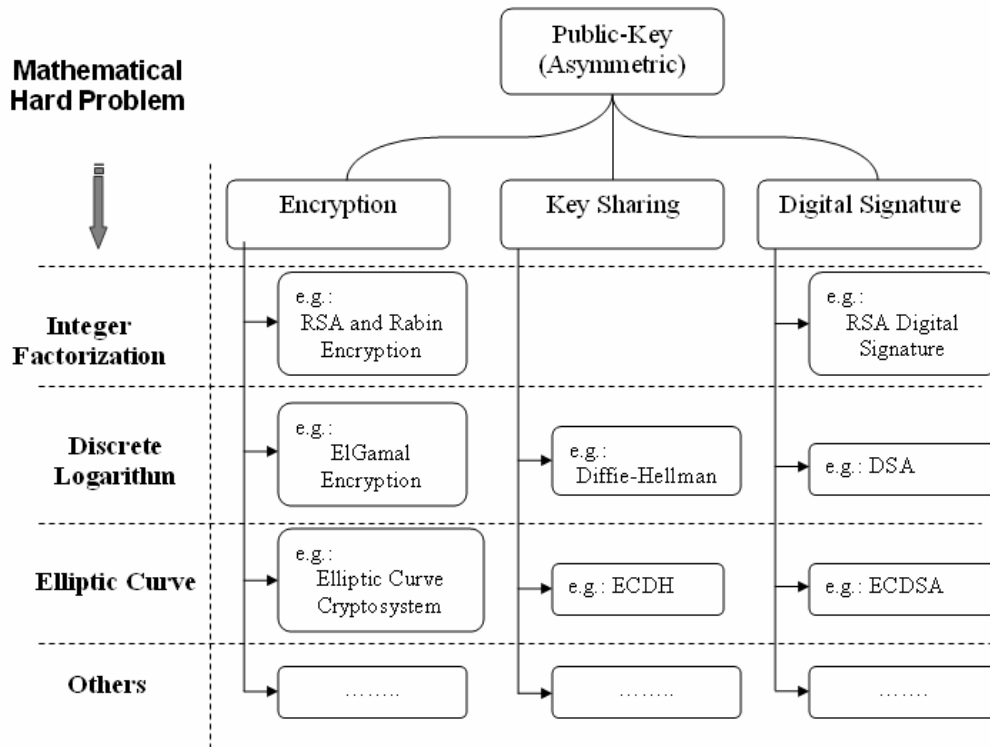 Public-Key
(Asymmetric)
Mathematical
Hard Problem
Encryption
Key Sharing
Digital Signature
Integer
Factorization
e.g.:
RSA and Rabin
Encryption
e.g.:
RSA Digital
Signature
Discrete
Logarithm
e.g.:
ElGamal
Encryption
e.g.:
Diffie-Hellman
e.g.: DSA
Elliptic Curve
e.g.:
Elliptic Curve
Cryptosystem
e.g.: ECDH
e.g.: ECDSA
Others
........
........
.......